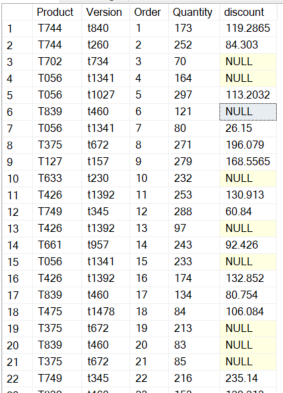 Product Version Order Quantity discount
1 T744 t840 1 173 119.2865
2 T744 t260 2 252 84.303
3 T702 t734 3 70 NULL
4 T056 t1341 4 164 NULL
5 T056 t1027 5 297 113.2032
6 T839 t460 6 121 NULL
7 T056 t1341 7 80 26.15
8 T375 t672 8 271 196.079
9 T127 t157 9 279 168.5565
10 T633 t230 10 232 NULL
11 T426 t1392 11 253 130.913
12 T749 t345 12 288 60.84
13 T426 t1392 13 97 NULL
14 T661 t957 14 243 92.426
15 T056 t1341 15 233 NULL
16 T426 t1392 16 174 132.852
17 T839 t460 17 134 80.754
18 T475 t1478 18 84 106.084
19 T375 t672 19 213 NULL
20 T839 t460 20 83 NULL
21 T375 t672 21 85 NULL
22 T749 t345 22 216 235.14